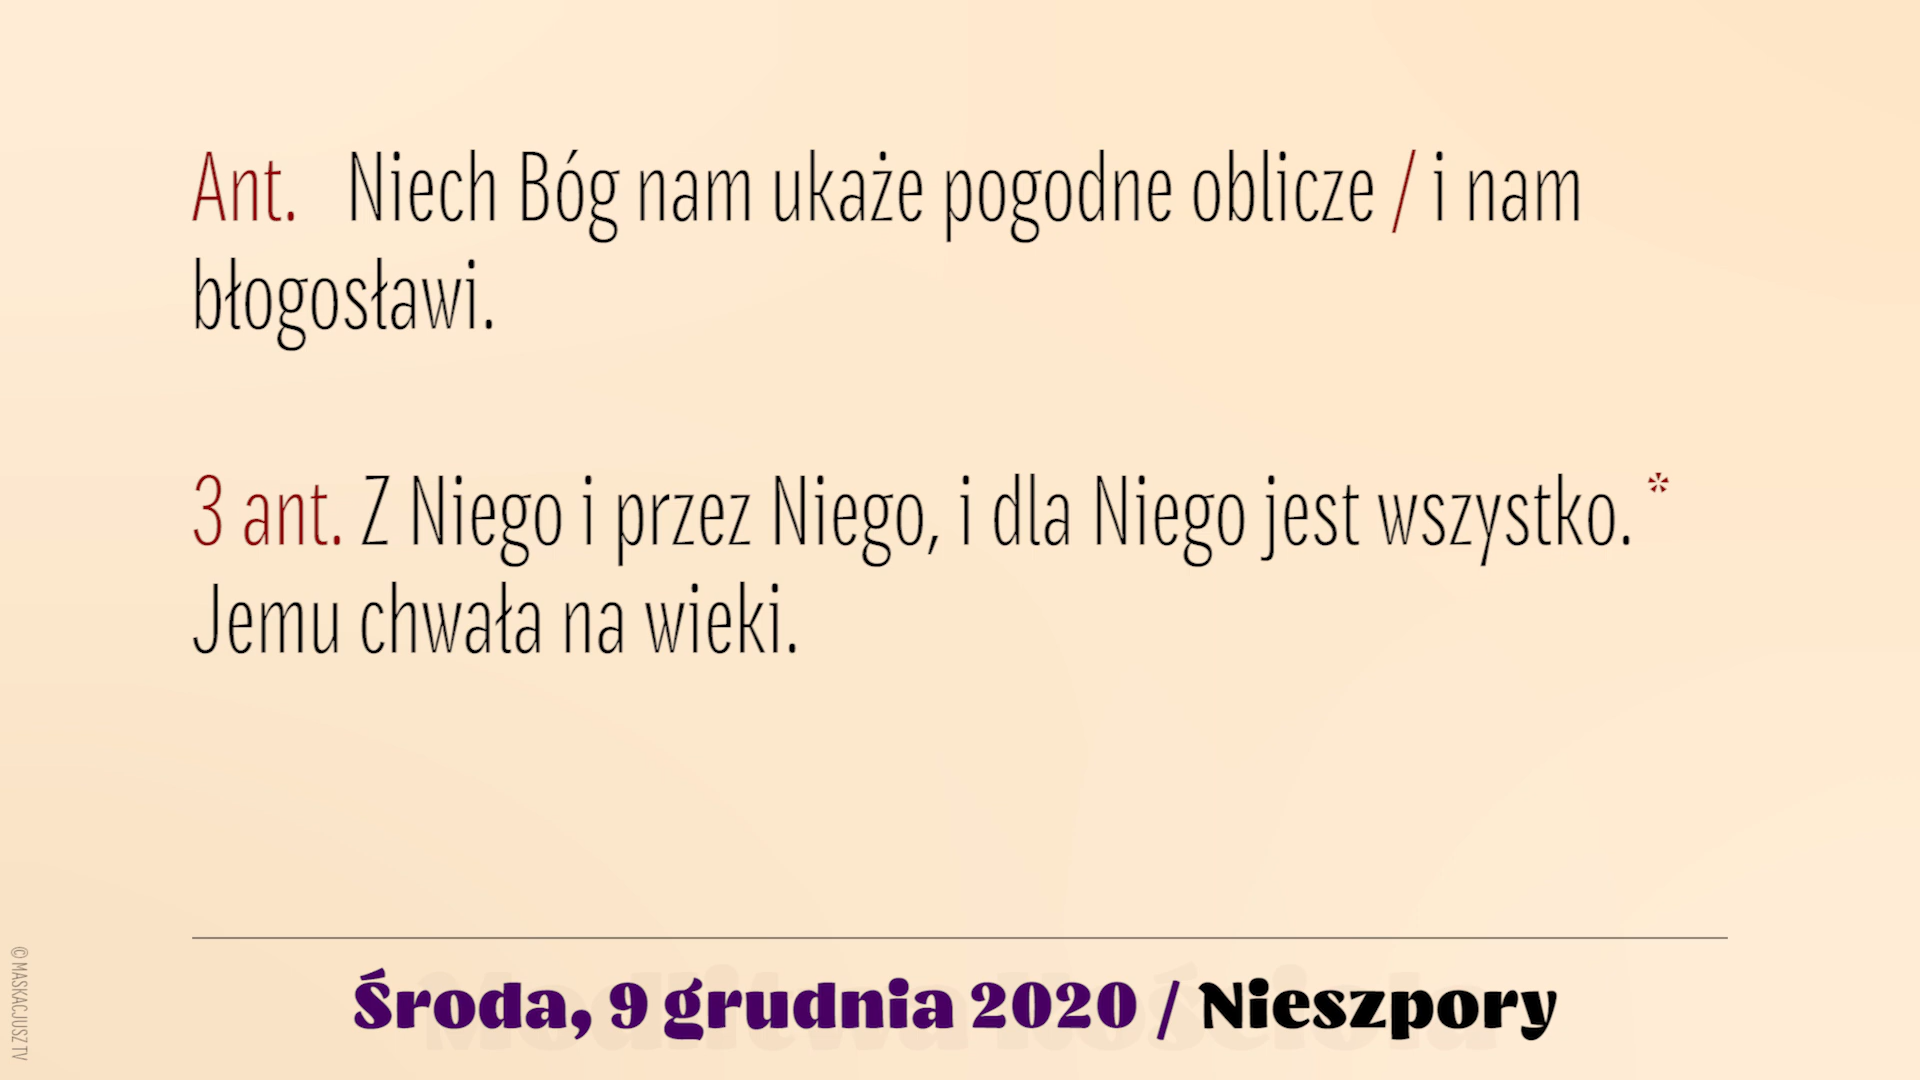 Ant. Niech Bóg nam ukaże pogodne oblicze / i nam
błogosławi.
3 ant. Z Niego i przez Niego, i dla Niego jest wszystko. *
Jemu chwała na wieki.
Środa, 9 grudnia 2020 / Nieszpory
© MASKACJUSZ TV